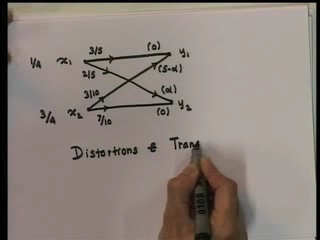 3/5 (0) y₁
1/4 x₁
2/5 (5-α)
3/10 (α)
3/4 x₂ y₂
7/10 (0)
Distortions & Trans
BOLD